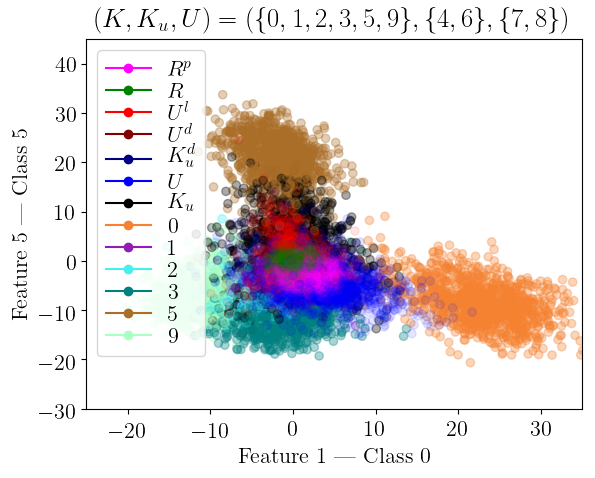 (K, K_u, U) = ({0, 1, 2, 3, 5, 9}, {4, 6}, {7, 8})
R^p
R
U^l
U^d
K_u^d
U
K_u
0
1
2
3
5
9
Feature 5 — Class 5
40
30
20
10
0
−10
−20
−30
−20
−10
0
10
20
30
Feature 1 — Class 0